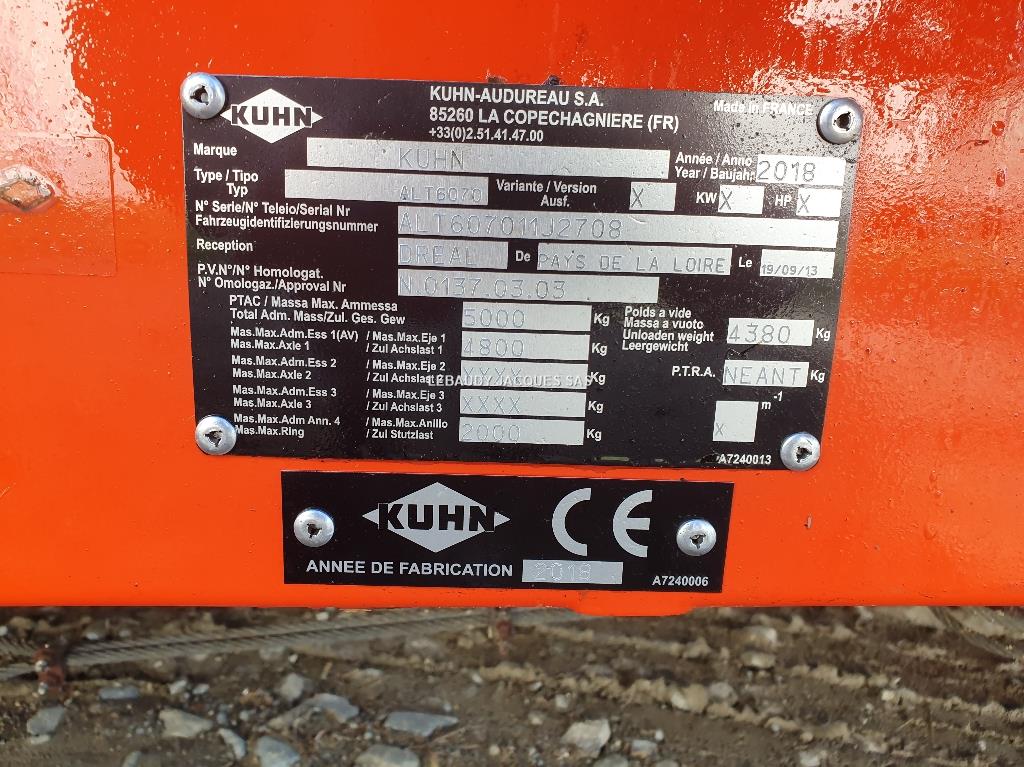 KUHN
KUHN-AUDUREAU S.A.
85260 LA COPECHAGNIERE (FR)
+33(0)2.51.41.47.00
Made in FRANCE
Marque KUHN Année / Anno 2018
Year / Baujahr:
Type / Tipo ALT6070 Variante / Version X KW X HP X
Typ Ausf.
N° Serie/N° Teleio/Serial Nr ALT607011J2708
Fahrzeugidentifizierungsnummer
Reception DREAL De PAYS DE LA LOIRE Le 19/09/13
P.V.N°/N° Homologat. N.0137.03.03
N° Omologaz./Approval Nr
PTAC / Massa Max. Ammessa 5000 Kg Poids a vide
Total Adm. Mass/Zul. Ges. Gew Massa a vuoto
Mas.Max.Adm.Ess 1(AV) / Mas.Max.Eje 1 4800 Kg Unloaden weight 4380 Kg
Mas.Max.Axle 1 / Zul Achslast 1 Leergewicht
Mas.Max.Adm.Ess 2 / Mas.Max.Eje 2 XXXX Kg P.T.R.A. NEANT Kg
Mas.Max.Axle 2 / Zul Achslast
LEBAUDY JACQUES SAS
Mas.Max.Adm.Ess 3 / Mas.Max.Eje 3 XXXX Kg X m-1
Mas.Max.Axle 3 / Zul Achslast 3
Mas.Max.Adm Ann. 4 / Mas.Max.Anillo 2000 Kg
Mas.Max.Ring / Zul Stutzlast A7240013
KUHN CE
ANNEE DE FABRICATION 2018 A7240006